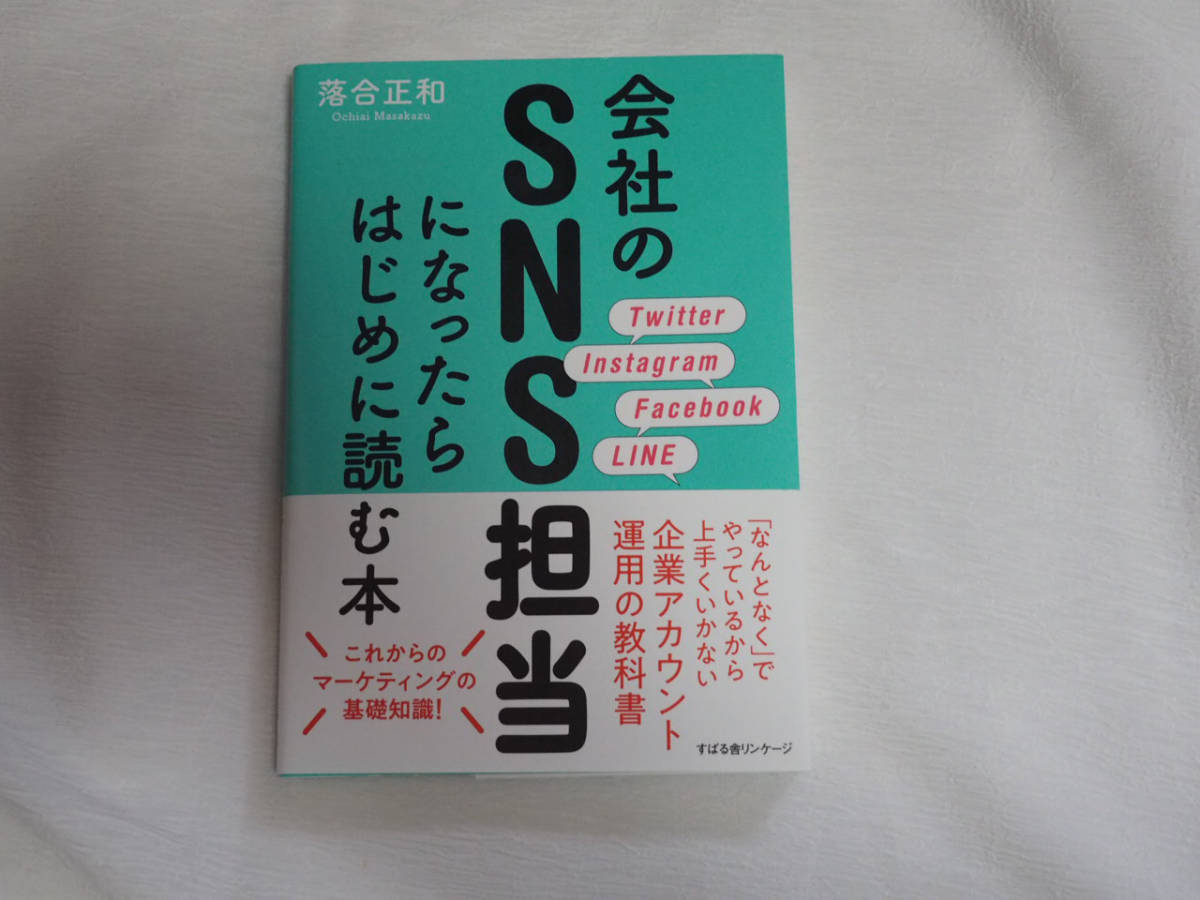 落合正和
Ochiai Masakazu
会社の
SNS担当
になったら
はじめに読む本
Twitter
Instagram
Facebook
LINE
「なんとなく」で
やっているから
上手くいかない
企業アカウント
運用の教科書
これからの
マーケティングの
基礎知識!
すばる舎リンケージ